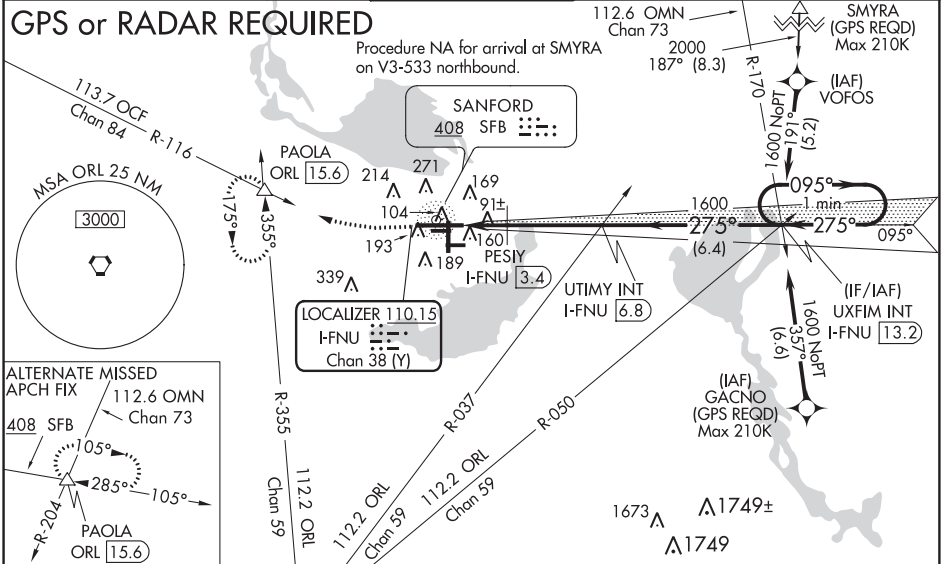 GPS or RADAR REQUIRED
Procedure NA for arrival at SMYRA
on V3-533 northbound.
112.6 OMN
Chan 73
R-170
SMYRA
(GPS REQD)
Max 210K
2000
187° (8.3)
(IAF)
VOFOS
1600 NoPT
191°
(5.2)
113.7 OCF
Chan 84
R-116
SANFORD
408 SFB
PAOLA
ORL 15.6
175°
355°
MSA ORL 25 NM
3000
214
271
169
104
91±
193
160
189
339
PESIY
I-FNU 3.4
LOCALIZER 110.15
I-FNU
Chan 38 (Y)
1600
275°
(6.4)
095°
1 min
275°
095°
UTIMY INT
I-FNU 6.8
(IF/IAF)
UXFIM INT
I-FNU 13.2
1600 NoPT
357°
(6.6)
(IAF)
GACNO
(GPS REQD)
Max 210K
R-355
112.2 ORL
Chan 59
R-037
112.2 ORL
Chan 59
R-050
112.2 ORL
Chan 59
1673
1749±
1749
ALTERNATE MISSED
APCH FIX
112.6 OMN
Chan 73
408 SFB
105°
285°
105°
R-204
PAOLA
ORL 15.6